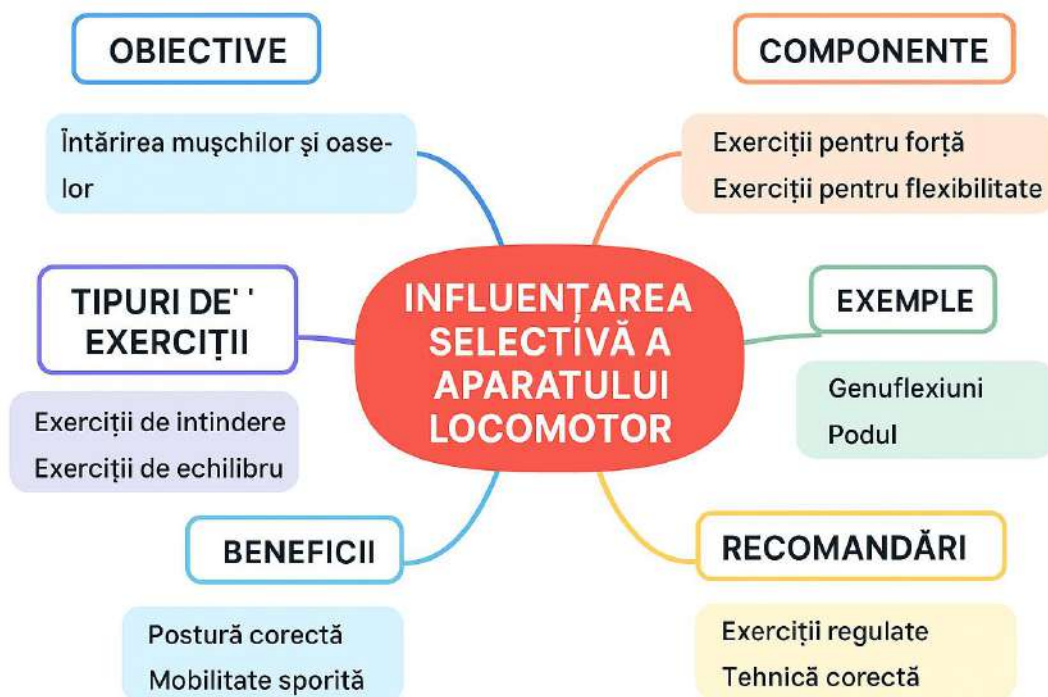 OBIECTIVE
Întărirea mușchilor și oase-
lor
COMPONENTE
Exerciții pentru forță
Exerciții pentru flexibilitate
INFLUENȚAREA
SELECTIVĂ A
APARATULUI
LOCOMOTOR
TIPURI DE' '
EXERCIȚII
Exerciții de intindere
Exerciții de echilibru
EXEMPLE
Genuflexiuni
Podul
BENEFICII
Postură corectă
Mobilitate sporită
RECOMANDĂRI
Exerciții regulate
Tehnică corectă